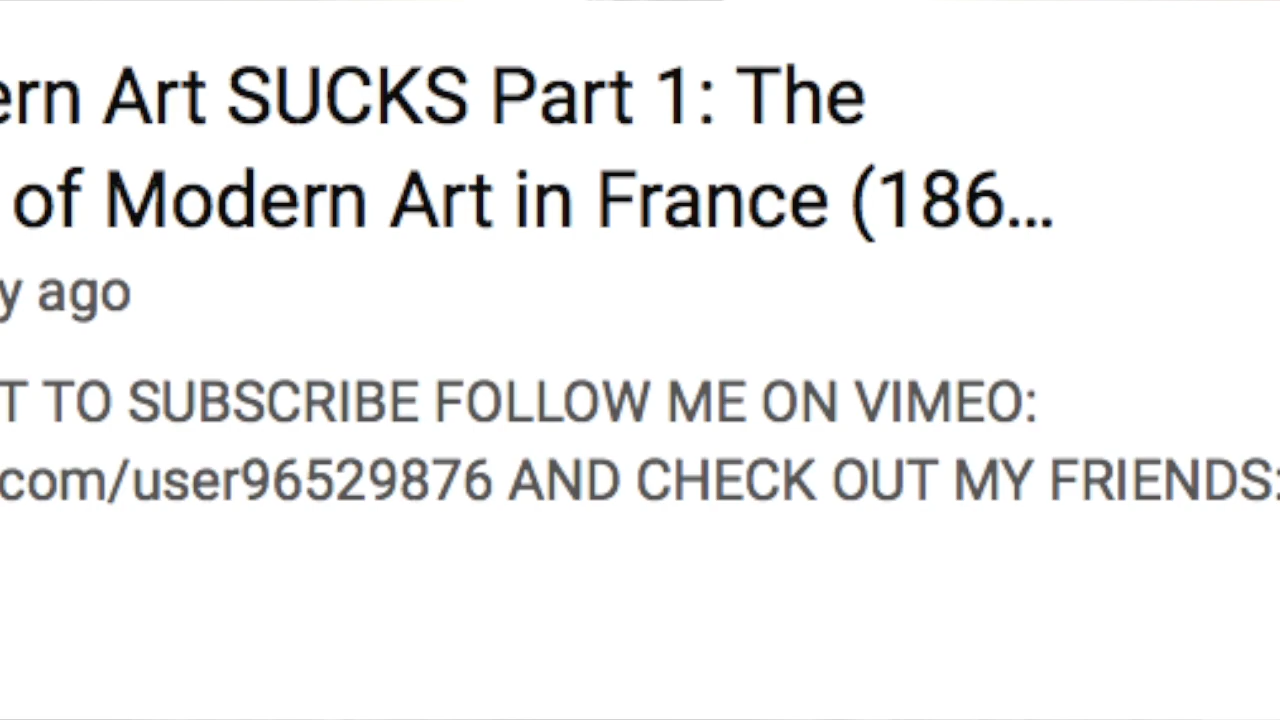 ern Art SUCKS Part 1: The
of Modern Art in France (186…
y ago
T TO SUBSCRIBE FOLLOW ME ON VIMEO:
com/user96529876 AND CHECK OUT MY FRIENDS: